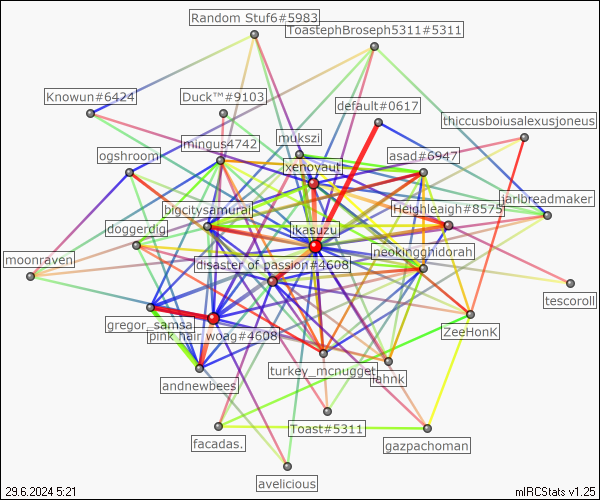 Random Stuf6#5983
ToastephBroseph5311#5311
Knowun#6424
Duck™#9103
default#0617
thiccusboiusalexusjoneus
mukszi
mingus4742
ogshroom
asad#6947
xenoyaut
jarlbreadmaker
bigcitysamurai
Heighleaigh#8575
doggerdig
ikasuzu
neokingghidorah
moonraven
disaster of passion#4608
tescoroll
gregor_samsa
pink hair woag#4608
ZeeHonK
turkey_mcnugget
iahnk
andnewbees
Toast#5311
facadas.
gazpachoman
avelicious
29.6.2024 5:21
mIRCStats v1.25